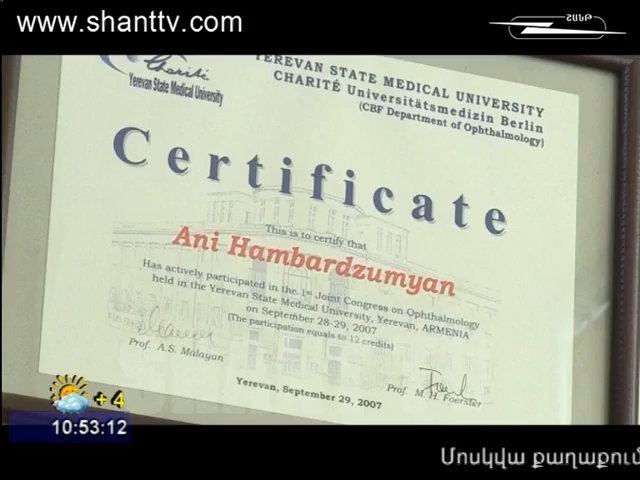 www.shanttv.com
ՇԱՆԹ
Charité
Yerevan State Medical University
YEREVAN STATE MEDICAL UNIVERSITY
CHARITÉ Universitätsmedizin Berlin
(CBF Department of Ophthalmology)
Certificate
This is to certify that
Ani Hambardzumyan
Has actively participated in the 1st Joint Congress on Ophthalmology
held in the Yerevan State Medical University, Yerevan, ARMENIA
on September 28-29, 2007
(The participation equals to 12 credits)
Prof. A.S. Malayan
Prof. M. H. Foerster
Yerevan, September 29, 2007
+4
10:53:12
Մոսկվա քաղաքում